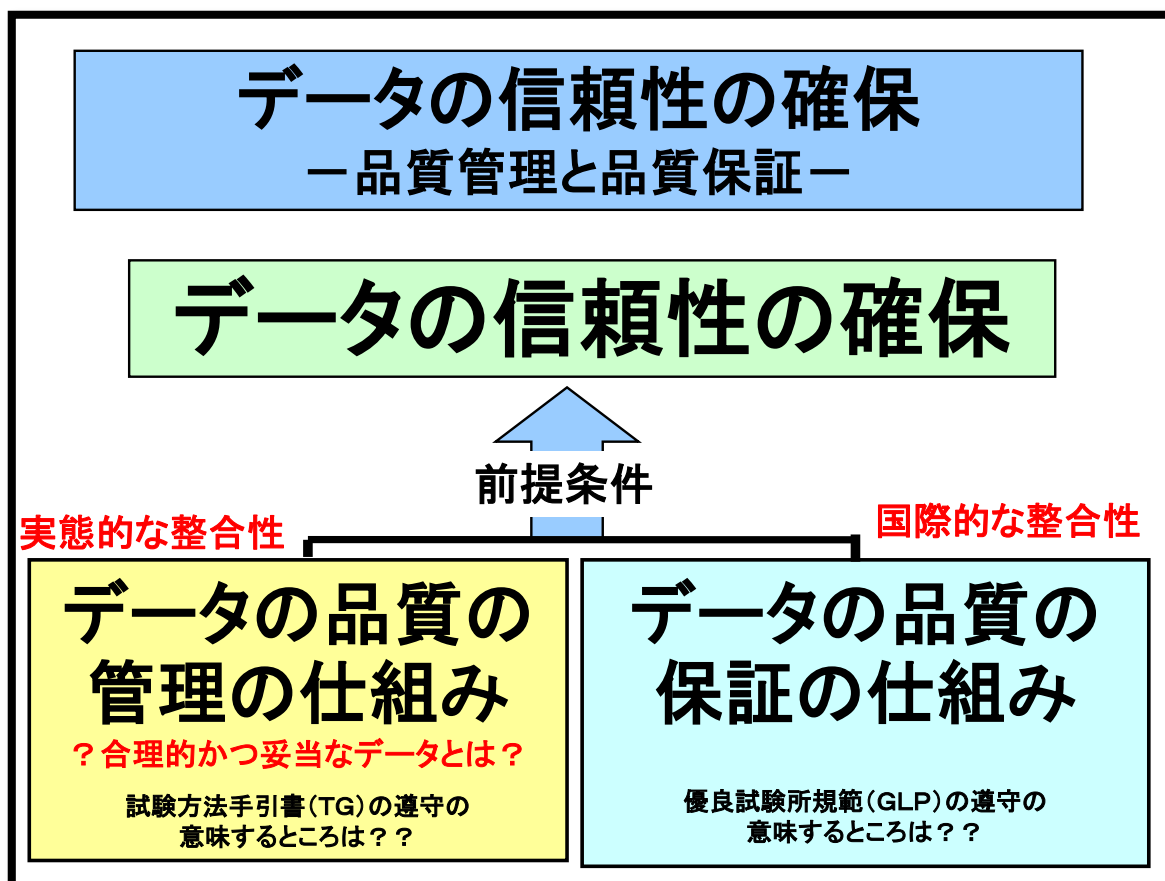 データの信頼性の確保
－品質管理と品質保証－
データの信頼性の確保
前提条件
実態的な整合性
国際的な整合性
データの品質の
管理の仕組み
？合理的かつ妥当なデータとは？
試験方法手引書（TG）の遵守の
意味するところは？？
データの品質の
保証の仕組み
優良試験所規範（GLP）の遵守の
意味するところは？？